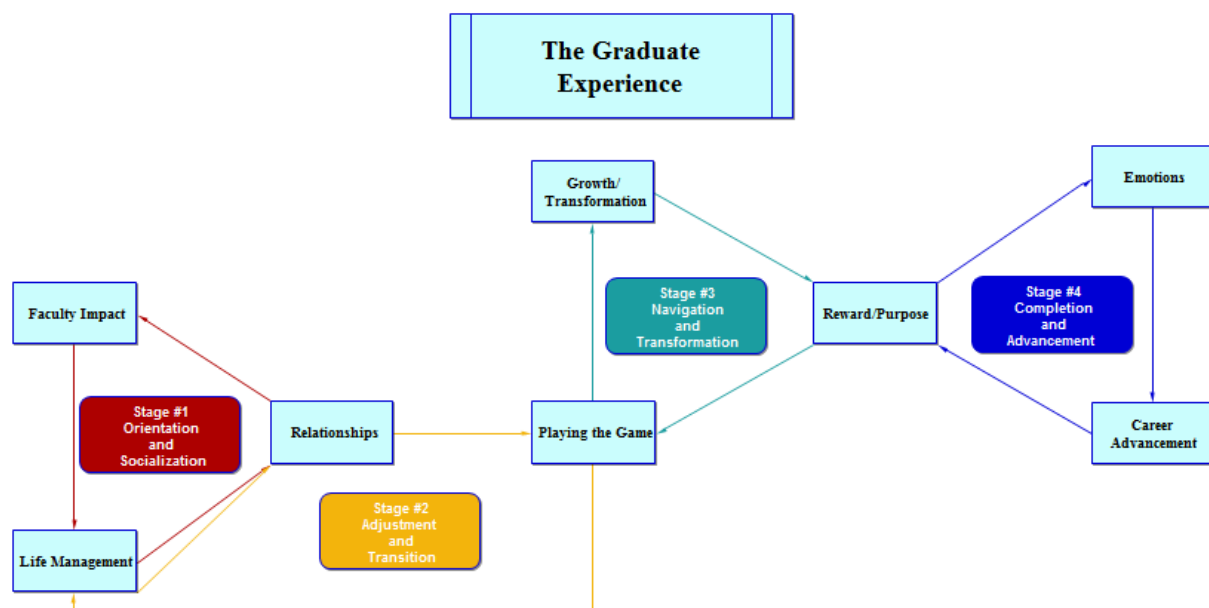 The Graduate
Experience
Growth/
Transformation
Emotions
Stage #3
Navigation
and
Transformation
Stage #4
Completion
and
Advancement
Faculty Impact
Reward/Purpose
Stage #1
Orientation
and
Socialization
Relationships
Playing the Game
Career
Advancement
Stage #2
Adjustment
and
Transition
Life Management